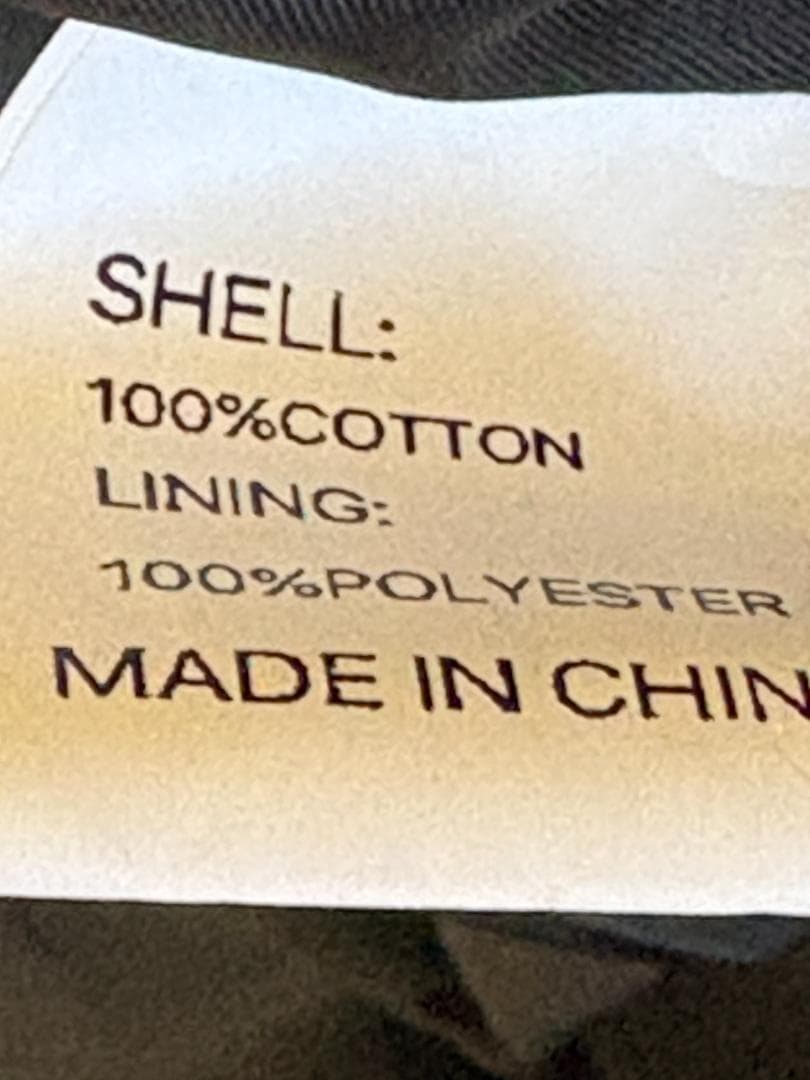 SHELL:
100%COTTON
LINING:
100%POLYESTER
MADE IN CHIN